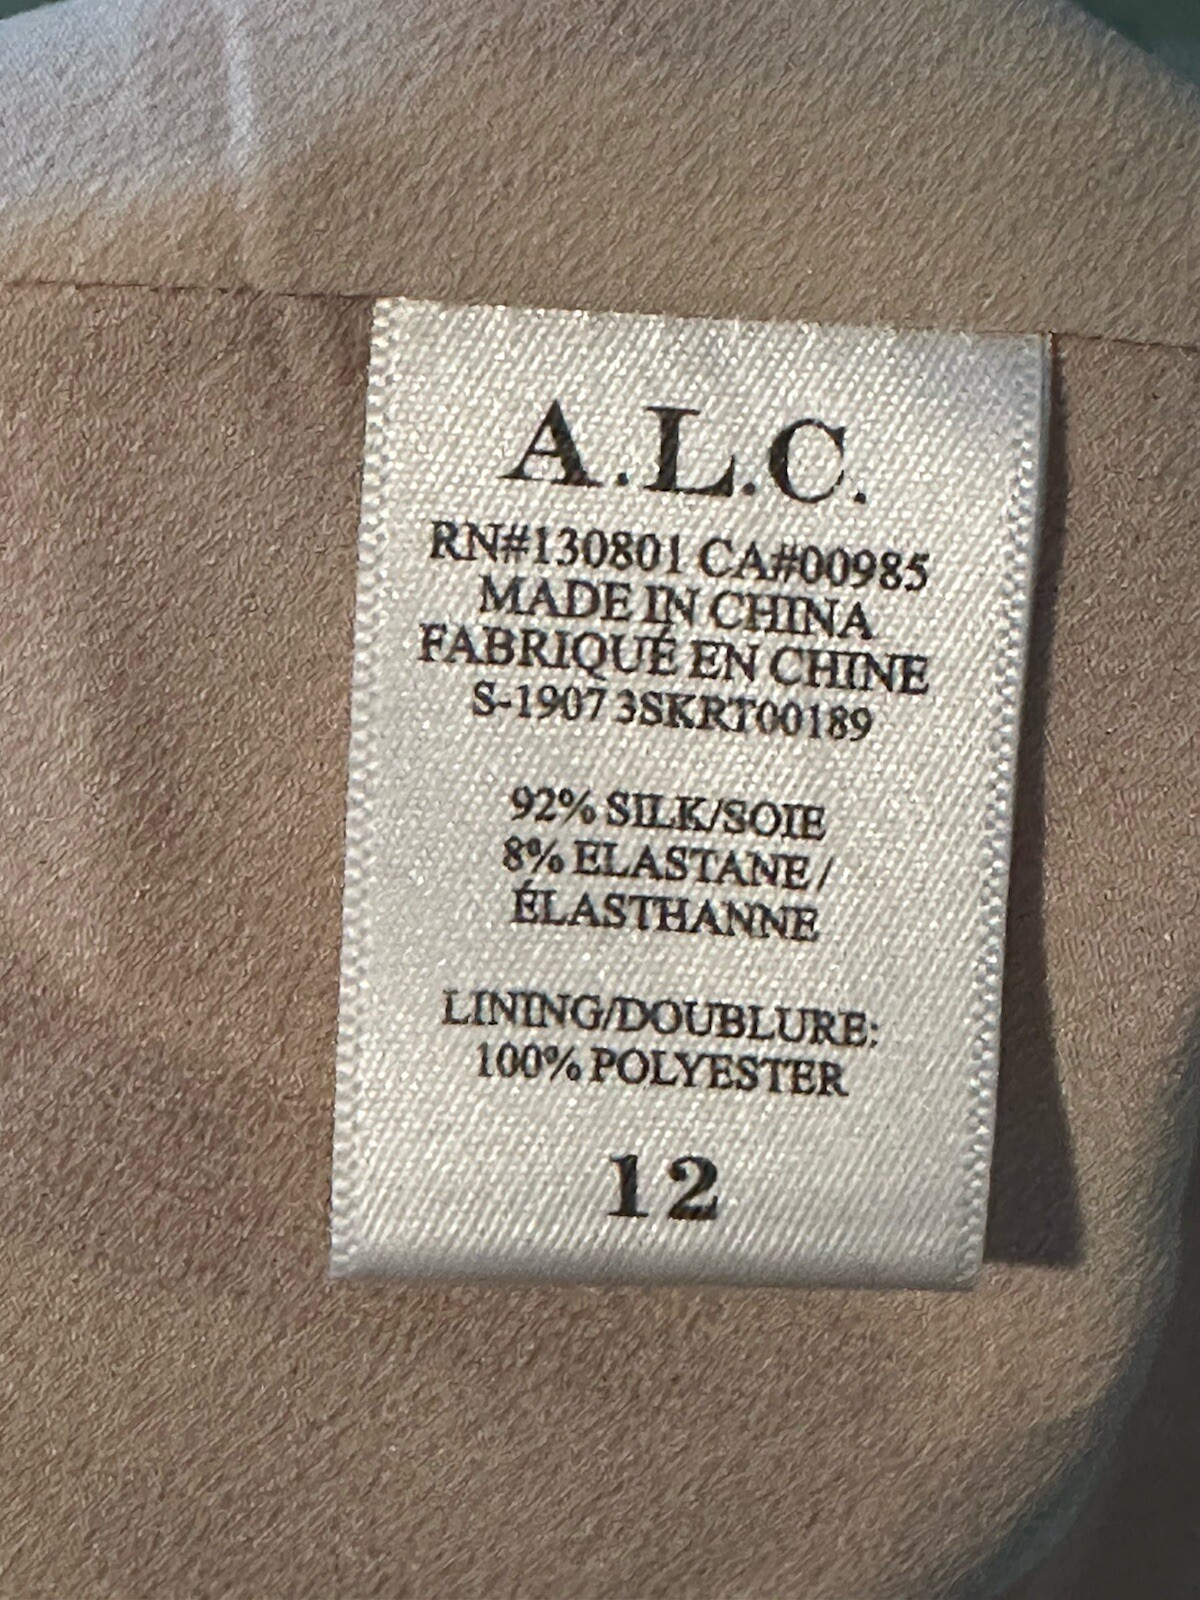 A.L.C.
RN#130801 CA#00985
MADE IN CHINA
FABRIQUÉ EN CHINE
S-1907 3SKRT00189
92% SILK/SOIE
8% ELASTANE/
ÉLASTHANNE
LINING/DOUBLURE:
100% POLYESTER
12